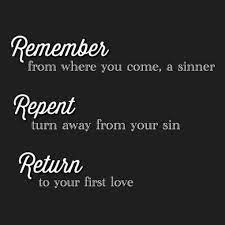 Remember
from where you come, a sinner
Repent
turn away from your sin
Return
to your first love